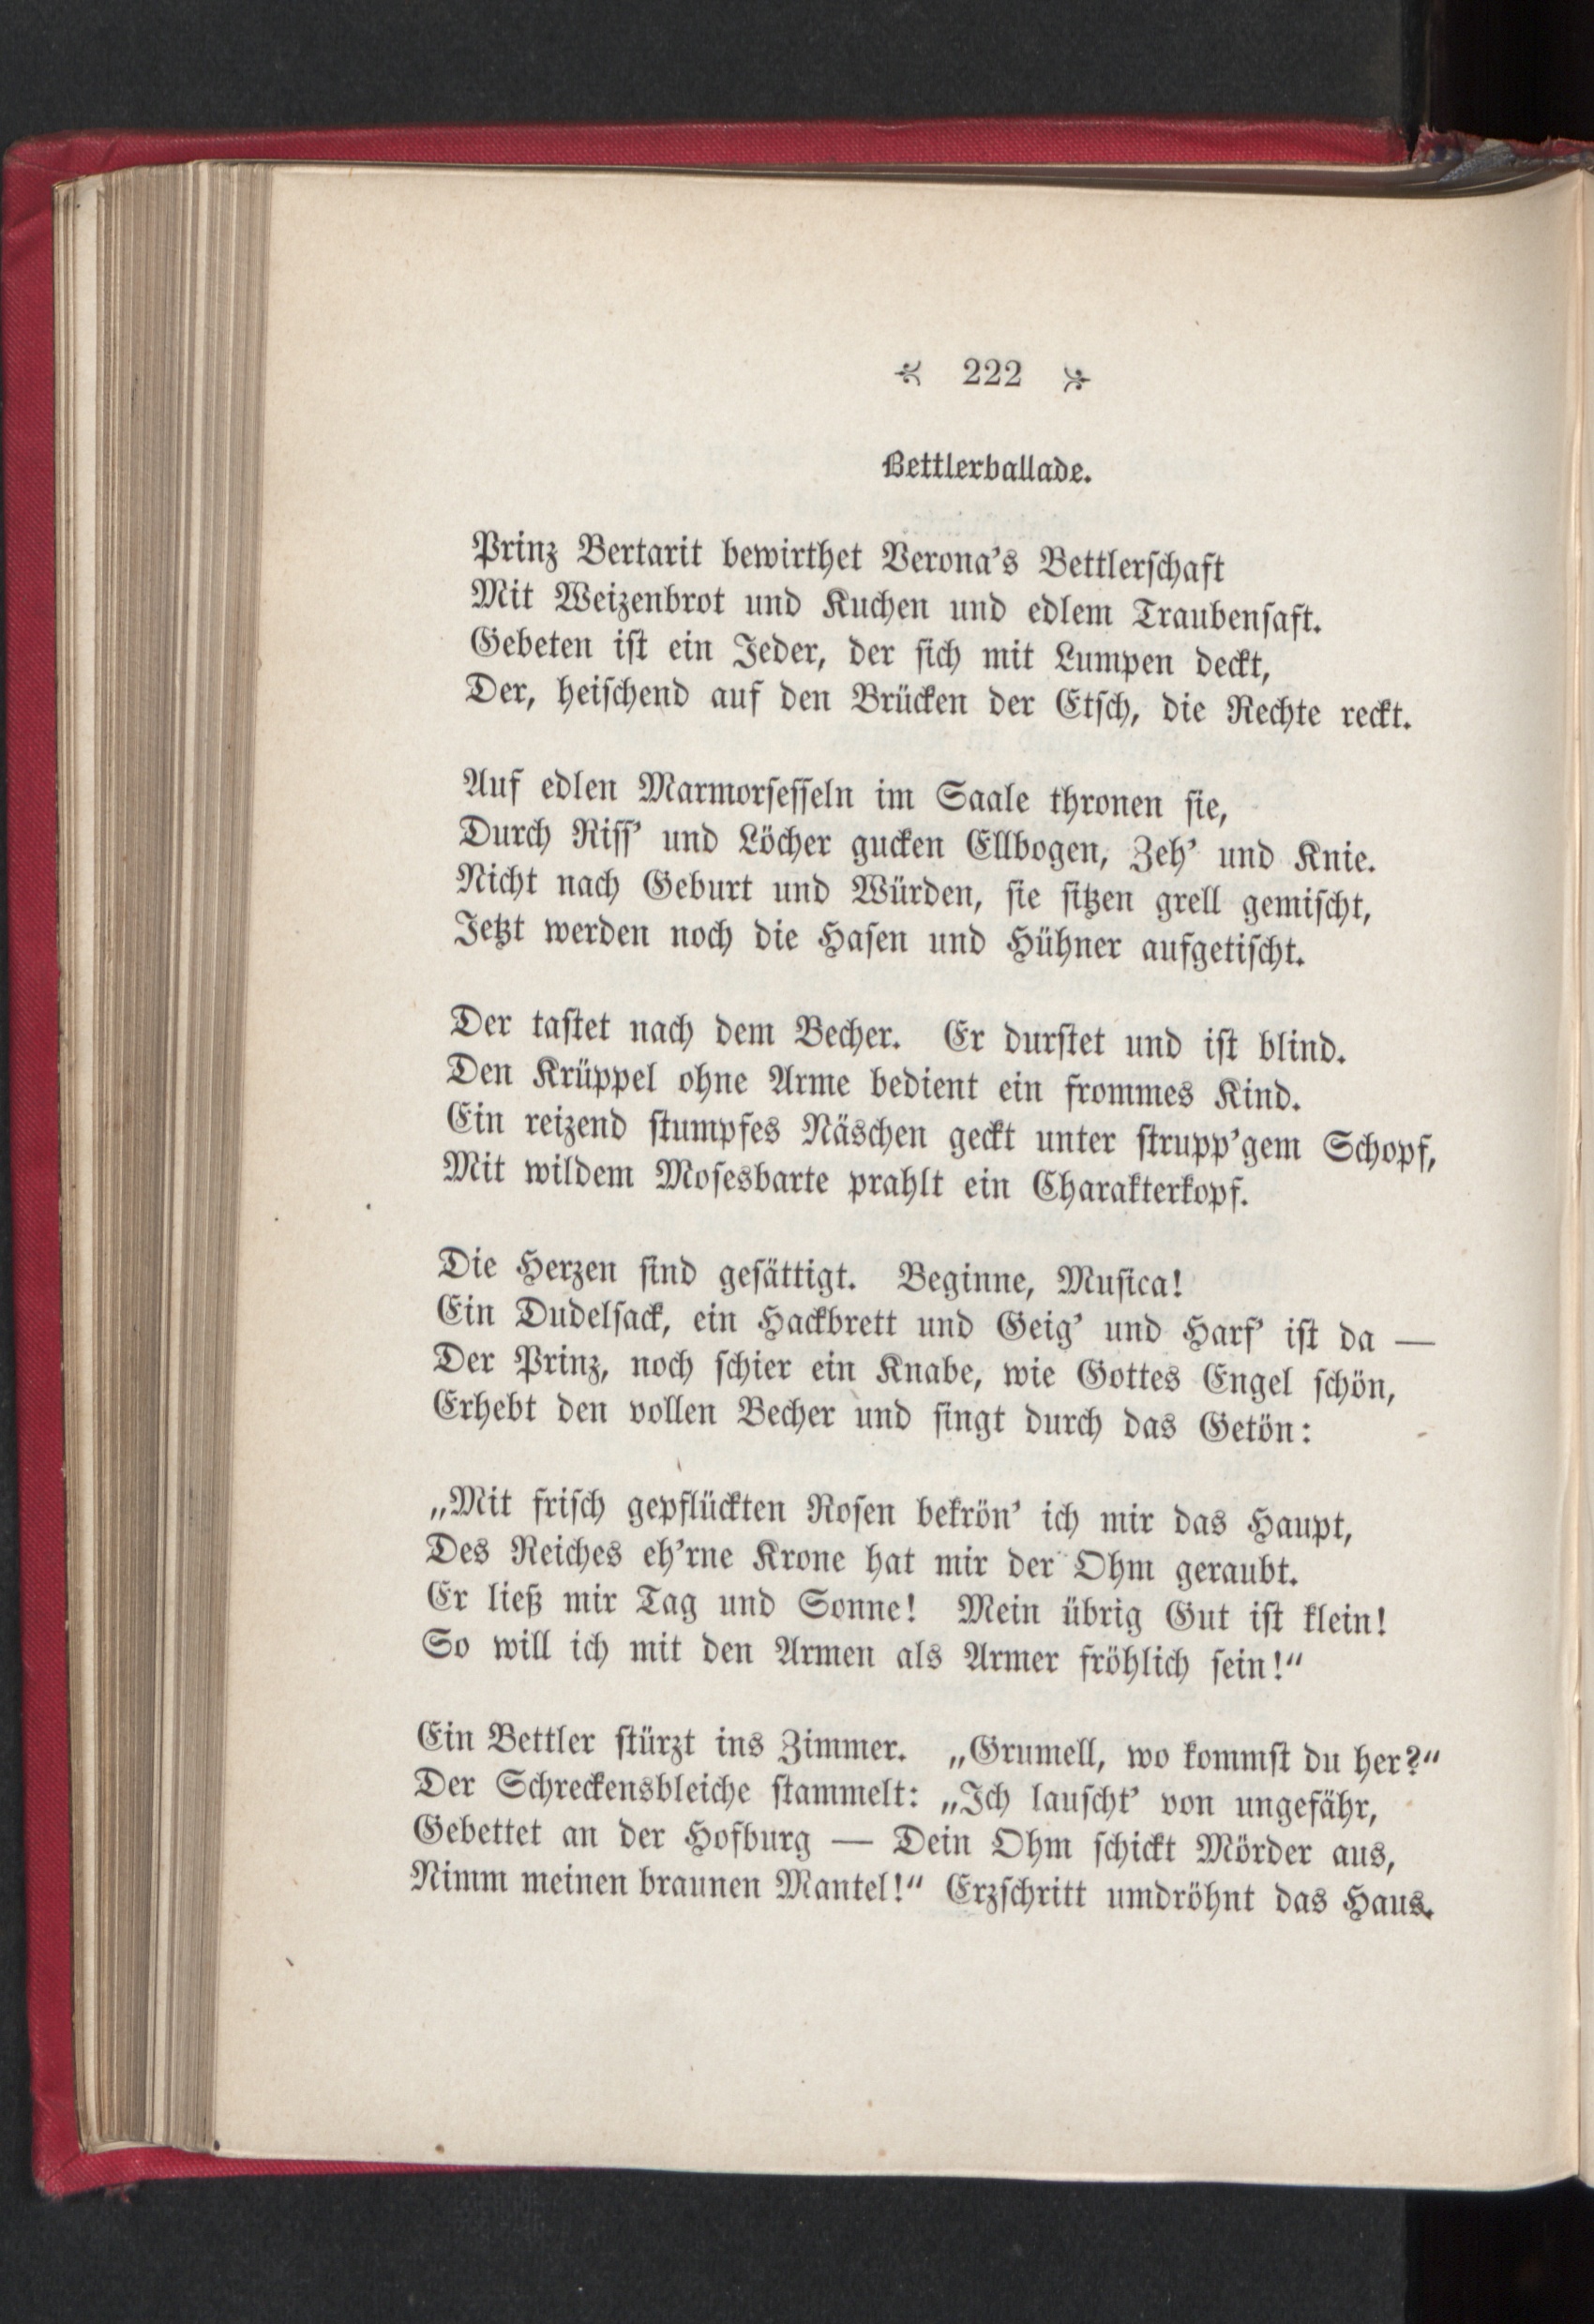 222
Bettlerballade.
Prinz Bertarit bewirthet Verona's Bettlerschaft
Mit Weizenbrot und Kuchen und edlem Traubensaft.
Gebeten ist ein Jeder, der sich mit Lumpen deckt,
Der, heischend auf den Brücken der Etsch, die Rechte reckt.
Auf edlen Marmorsesseln im Saale thronen sie,
Durch Riss' und Löcher gucken Ellbogen, Zeh' und Knie.
Nicht nach Geburt und Würden, sie sitzen grell gemischt,
Jetzt werden noch die Hasen und Hühner aufgetischt.
Der tastet nach dem Becher. Er durstet und ist blind.
Den Krüppel ohne Arme bedient ein frommes Kind.
Ein reizend stumpfes Näschen geckt unter strupp'gem Schopf,
Mit wildem Mosesbarte prahlt ein Charakterkopf.
Die Herzen sind gesättigt. Beginne, Musica!
Ein Dudelsack, ein Hackbrett und Geig' und Harf' ist da —
Der Prinz, noch schier ein Knabe, wie Gottes Engel schön,
Erhebt den vollen Becher und singt durch das Getön:
„Mit frisch gepflückten Rosen bekrön' ich mir das Haupt,
Des Reiches eh'rne Krone hat mir der Ohm geraubt.
Er ließ mir Tag und Sonne! Mein übrig Gut ist klein!
So will ich mit den Armen als Armer fröhlich sein!“
Ein Bettler stürzt ins Zimmer. „Grumell, wo kommst du her?“
Der Schreckensbleiche stammelt: „Ich lauscht' von ungefähr,
Gebettet an der Hofburg — Dein Ohm schickt Mörder aus,
Nimm meinen braunen Mantel!“ Erzschritt umdröhnt das Haus.